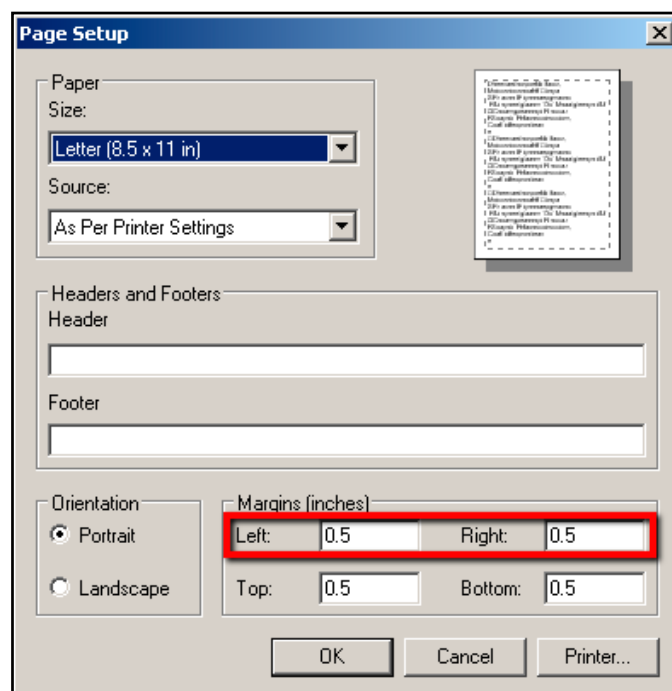 Page Setup
Paper
Size:
Letter (8.5 x 11 in)
Source:
As Per Printer Settings
Headers and Footers
Header
Footer
Orientation
Portrait
Landscape
Margins (inches)
Left: 0.5 Right: 0.5
Top: 0.5 Bottom: 0.5
OK Cancel Printer...